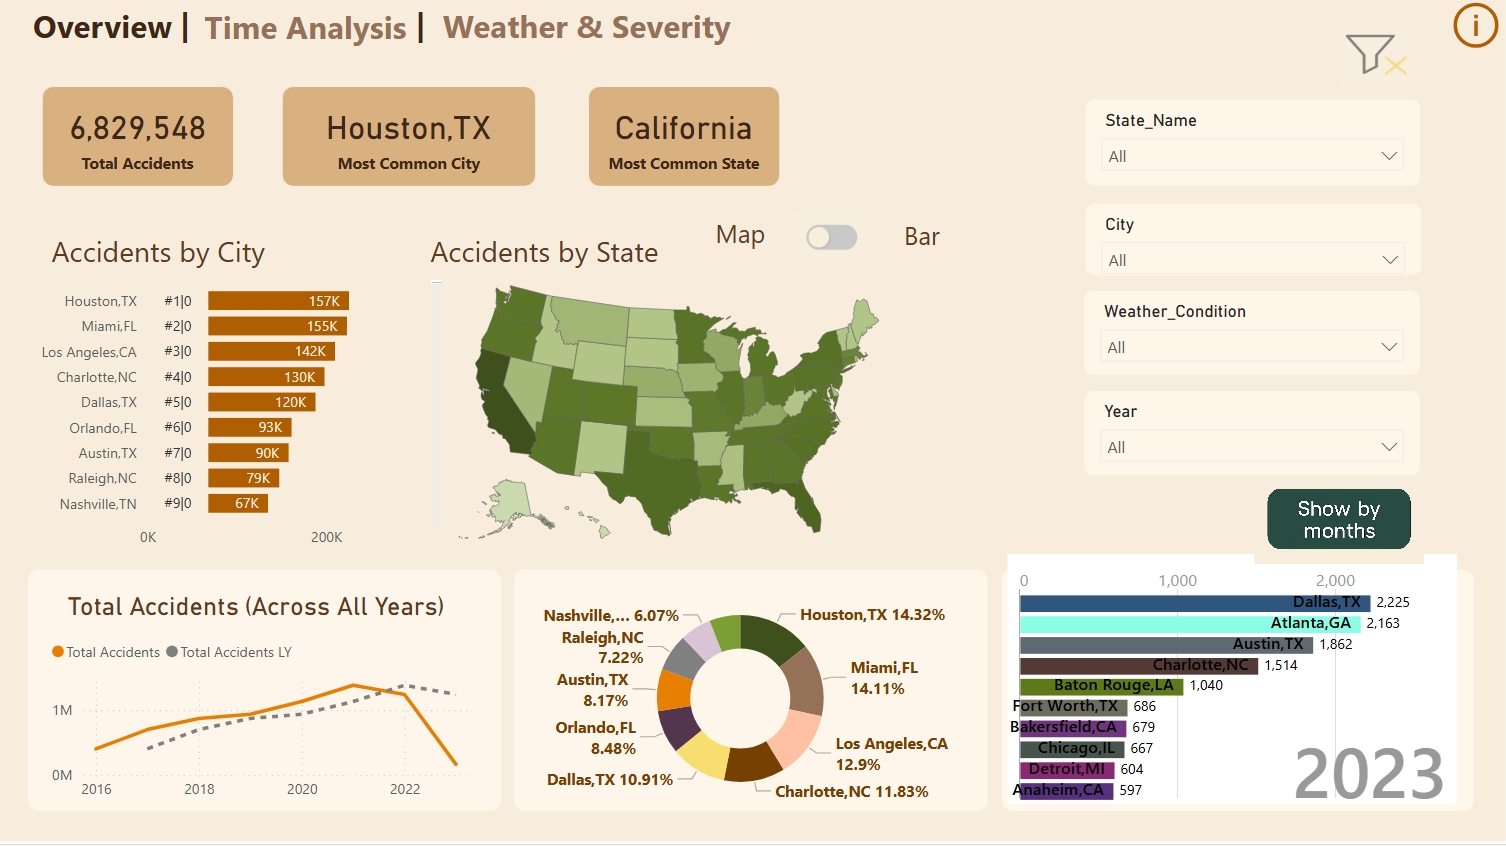 Overview | Time Analysis | Weather & Severity
i
6,829,548
Total Accidents
Houston,TX
Most Common City
California
Most Common State
State_Name
All
City
All
Weather_Condition
All
Year
All
Show by
months
Accidents by City
Houston,TX #1|0 157K
Miami,FL #2|0 155K
Los Angeles,CA #3|0 142K
Charlotte,NC #4|0 130K
Dallas,TX #5|0 120K
Orlando,FL #6|0 93K
Austin,TX #7|0 90K
Raleigh,NC #8|0 79K
Nashville,TN #9|0 67K
0K 200K
Accidents by State
Map Bar
Total Accidents (Across All Years)
Total Accidents Total Accidents LY
1M
0M
2016 2018 2020 2022
Nashville,... 6.07%
Raleigh,NC
7.22%
Austin,TX
8.17%
Orlando,FL
8.48%
Dallas,TX 10.91%
Houston,TX 14.32%
Miami,FL
14.11%
Los Angeles,CA
12.9%
Charlotte,NC 11.83%
0 1,000 2,000
Dallas,TX 2,225
Atlanta,GA 2,163
Austin,TX 1,862
Charlotte,NC 1,514
Baton Rouge,LA 1,040
Fort Worth,TX 686
Bakersfield,CA 679
Chicago,IL 667
Detroit,MI 604
Anaheim,CA 597
2023